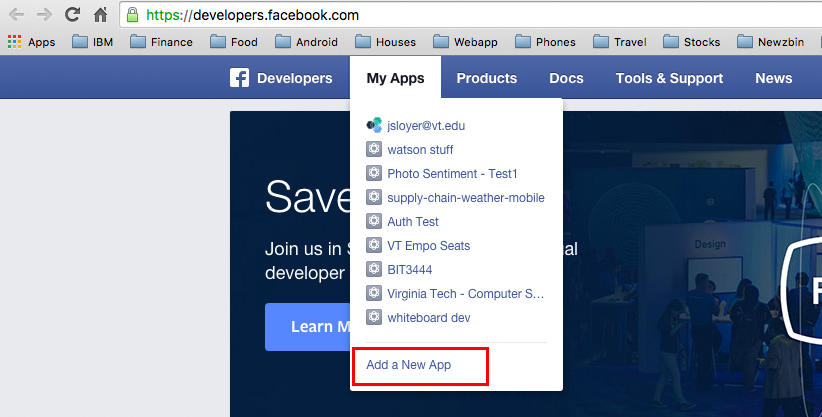 https://developers.facebook.com
Apps IBM Finance Food Android Houses Webapp Phones Travel Stocks Newzbin
Developers My Apps Products Docs Tools & Support News
jsloyer@vt.edu
watson stuff
Photo Sentiment - Test1
supply-chain-weather-mobile
Auth Test
VT Empo Seats
BIT3444
Virginia Tech - Computer S...
whiteboard dev
Add a New App
Save
Join us in S
ual
developer
Learn M
Design
F